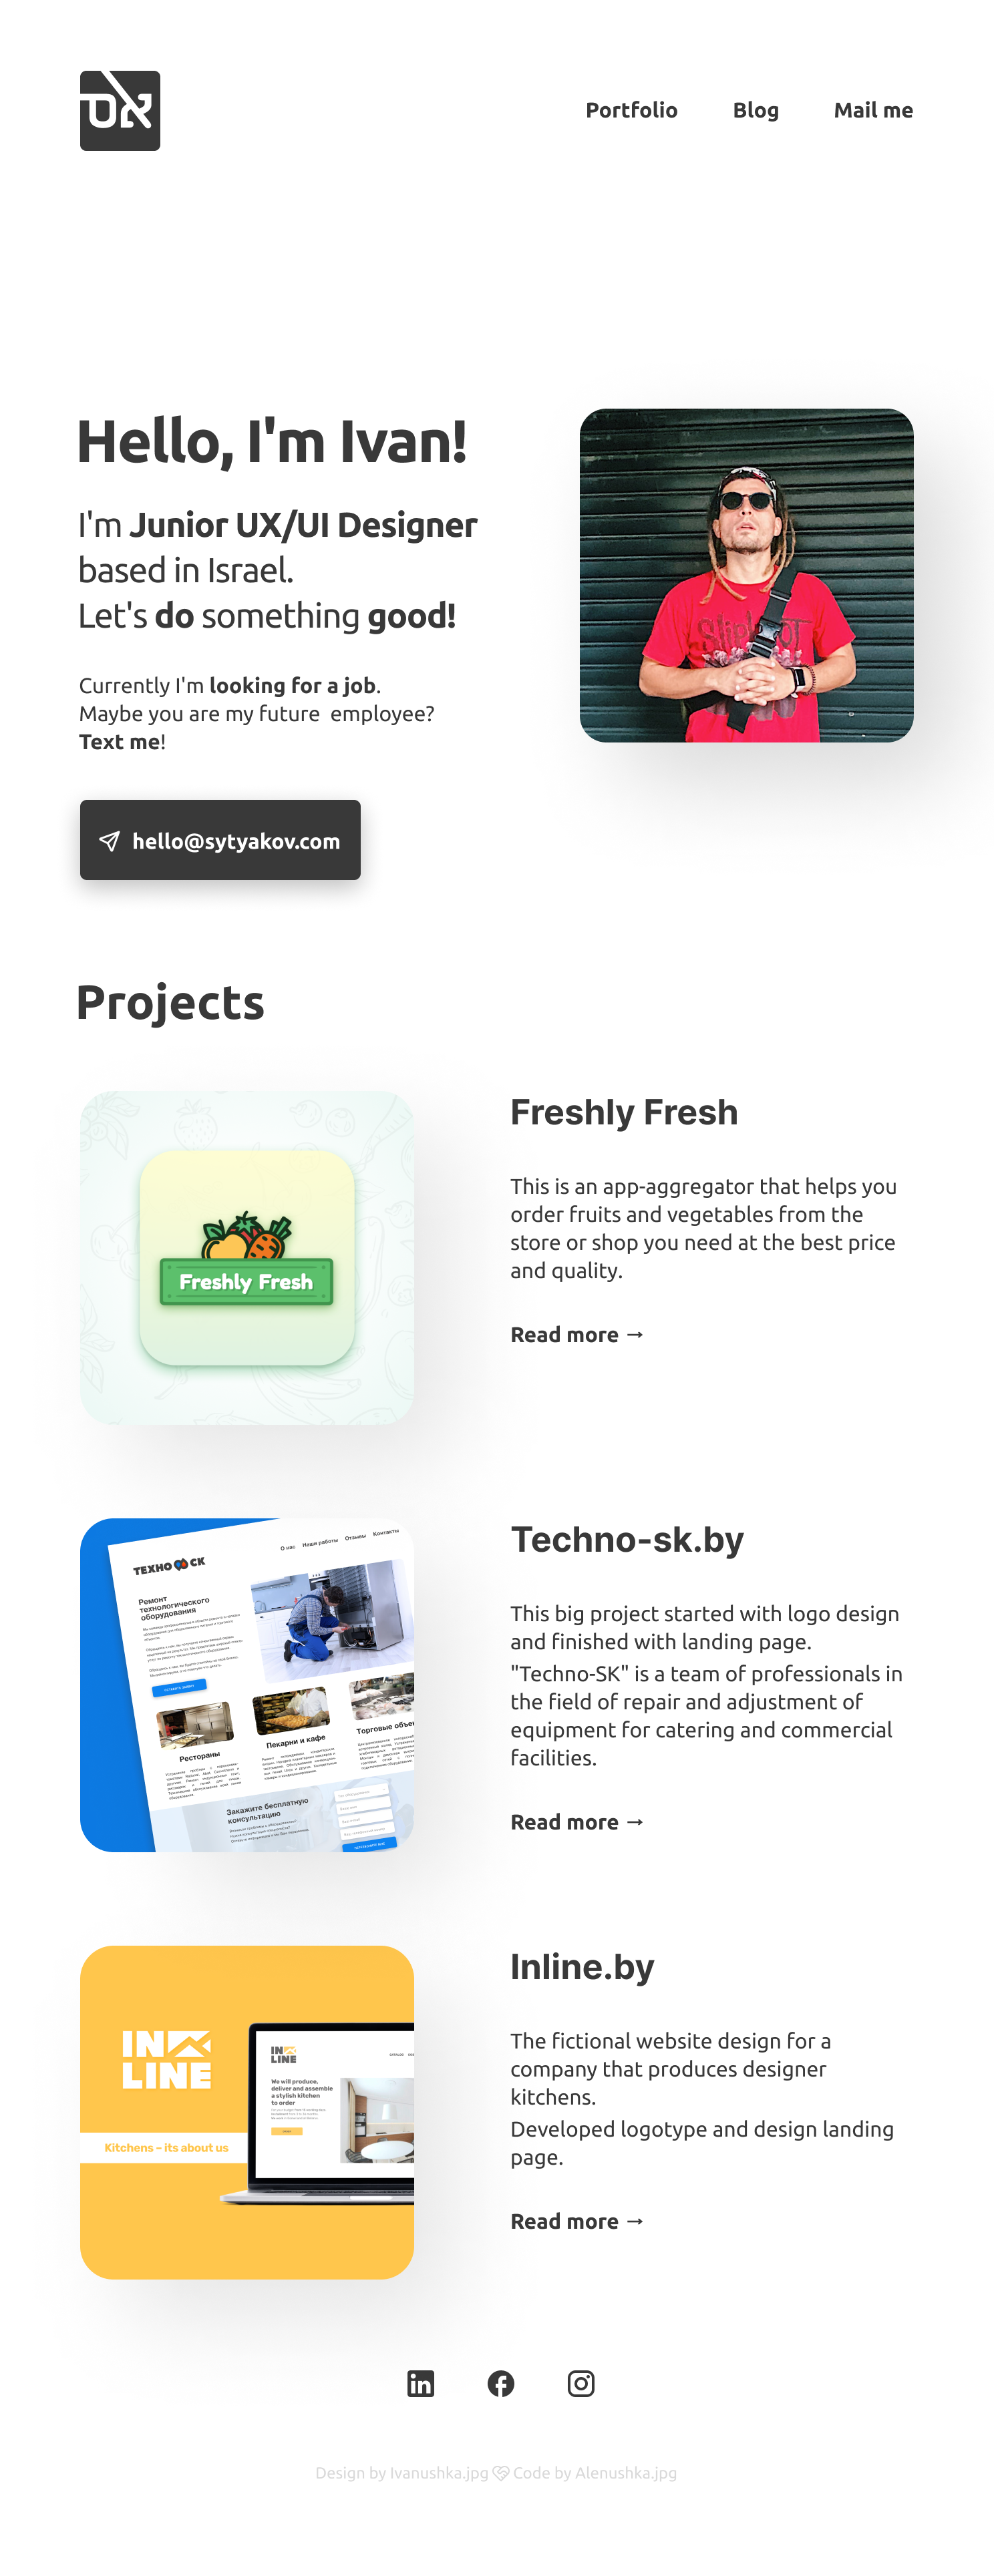 אס
Portfolio Blog Mail me
Hello, I'm Ivan!
I'm Junior UX/UI Designer
based in Israel.
Let's do something good!
Currently I'm looking for a job.
Maybe you are my future employee?
Text me!
hello@sytyakov.com
Projects
Freshly Fresh
Freshly Fresh
This is an app-aggregator that helps you
order fruits and vegetables from the
store or shop you need at the best price
and quality.
Read more →
ТЕХНО СК
О нас Наши работы Отзывы Контакты
Ремонт
технологического
оборудования
Рестораны
Пекарни и кафе
Торговые объек
Закажите бесплатную
консультацию
Techno-sk.by
This big project started with logo design
and finished with landing page.
"Techno-SK" is a team of professionals in
the field of repair and adjustment of
equipment for catering and commercial
facilities.
Read more →
IN
LINE
Kitchens – its about us
IN
LINE
We will produce,
deliver and assemble
a stylish kitchen
to order
Inline.by
The fictional website design for a
company that produces designer
kitchens.
Developed logotype and design landing
page.
Read more →
in
Design by Ivanushka.jpg Code by Alenushka.jpg